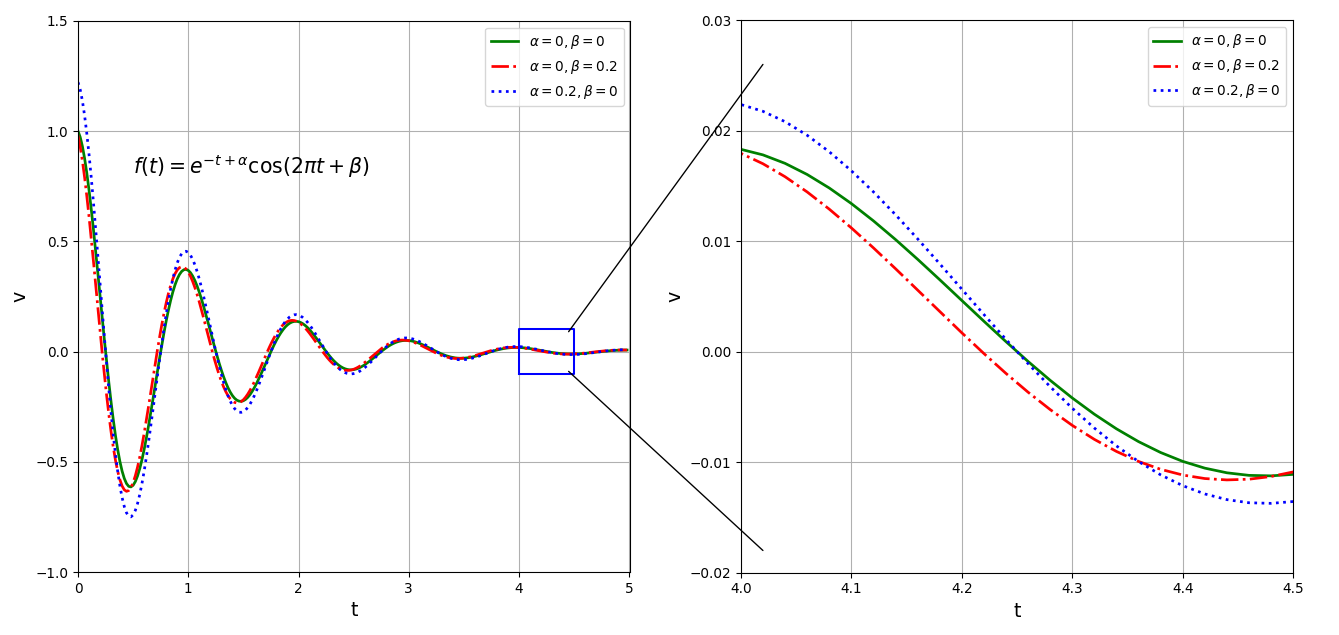 1.5
1.0
0.5
0.0
−0.5
−1.0
v
0
1
2
3
4
5
t
α = 0, β = 0
α = 0, β = 0.2
α = 0.2, β = 0
f(t) = e^{−t + α}cos(2πt + β)
0.03
0.02
0.01
0.00
−0.01
−0.02
v
4.0
4.1
4.2
4.3
4.4
4.5
t
α = 0, β = 0
α = 0, β = 0.2
α = 0.2, β = 0